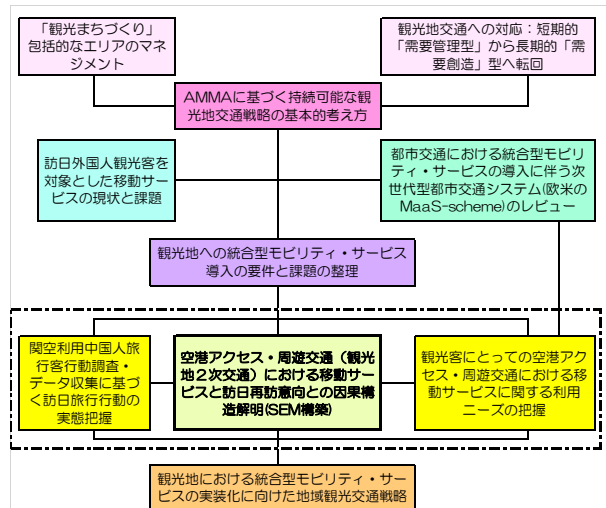 「観光まちづくり」
包括的なエリアのマネ
ジメント
観光地交通への対応：短期的
「需要管理型」から長期的「需
要創造」型へ転回
AMMAに基づく持続可能な観
光地交通戦略の基本的考え方
訪日外国人観光客を
対象とした移動サー
ビスの現状と課題
都市交通における統合型モビリ
ティ・サービスの導入に伴う次
世代型都市交通システム(欧米の
MaaS-scheme)のレビュー
観光地への統合型モビリティ・サービス
導入の要件と課題の整理
関空利用中国人旅
行客行動調査・
データ収集に基づ
く訪日旅行行動の
実態把握
空港アクセス・周遊交通（観光
地２次交通）における移動サー
ビスと訪日再訪意向との因果構
造解明(SEM構築)
観光客にとっての空港アク
セス・周遊交通における移
動サービスに関する利用
ニーズの把握
観光地における統合型モビリティ・サー
ビスの実装化に向けた地域観光交通戦略